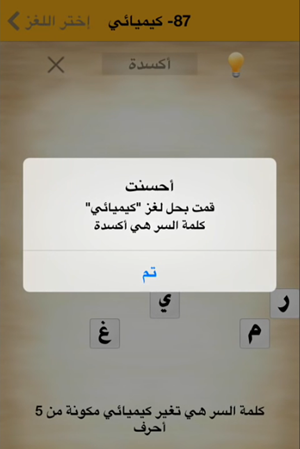 87- كيميائي
إختر اللغز
أكسدة
أحسنت
قمت بحل لغز "كيميائي"
كلمة السر هي أكسدة
تم
ر
ي
م
غ
كلمة السر هي تغير كيميائي مكونة من 5
أحرف